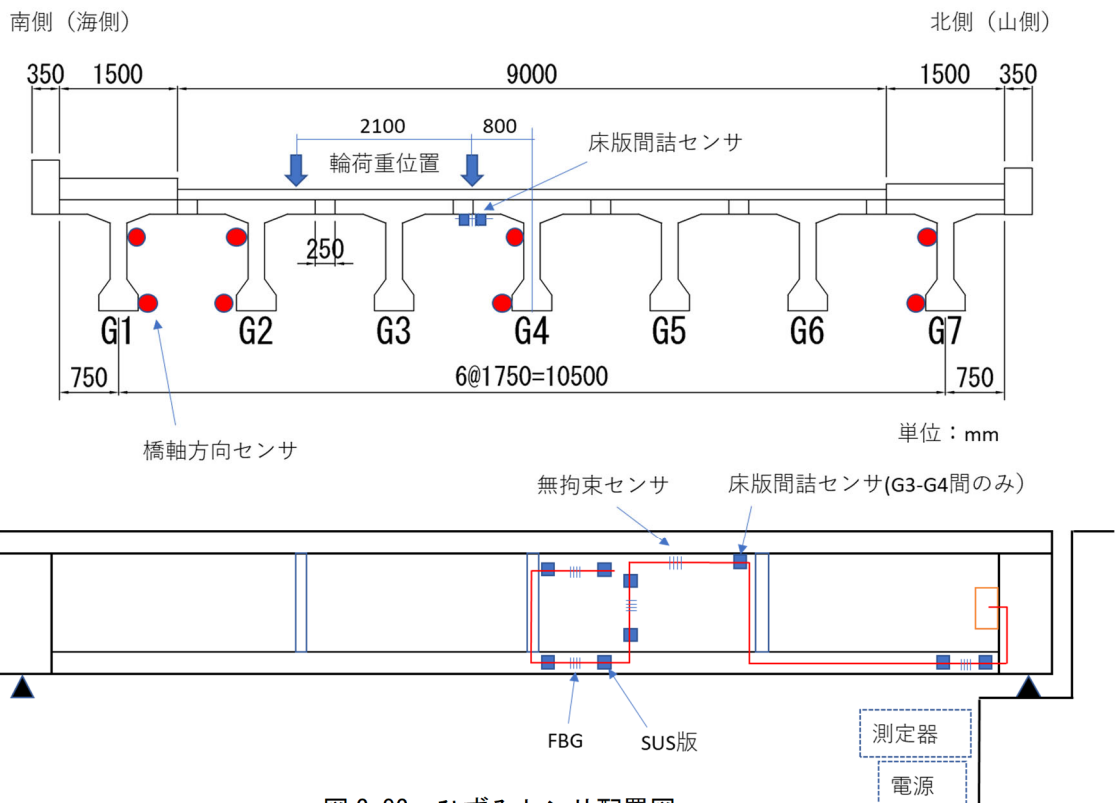 南側（海側）
北側（山側）
350 1500 9000 1500 350
2100 800
床版間詰センサ
輪荷重位置
250
G1 G2 G3 G4 G5 G6 G7
750 6@1750=10500 750
単位：mm
橋軸方向センサ
無拘束センサ
床版間詰センサ(G3-G4間のみ）
FBG
SUS版
測定器
電源